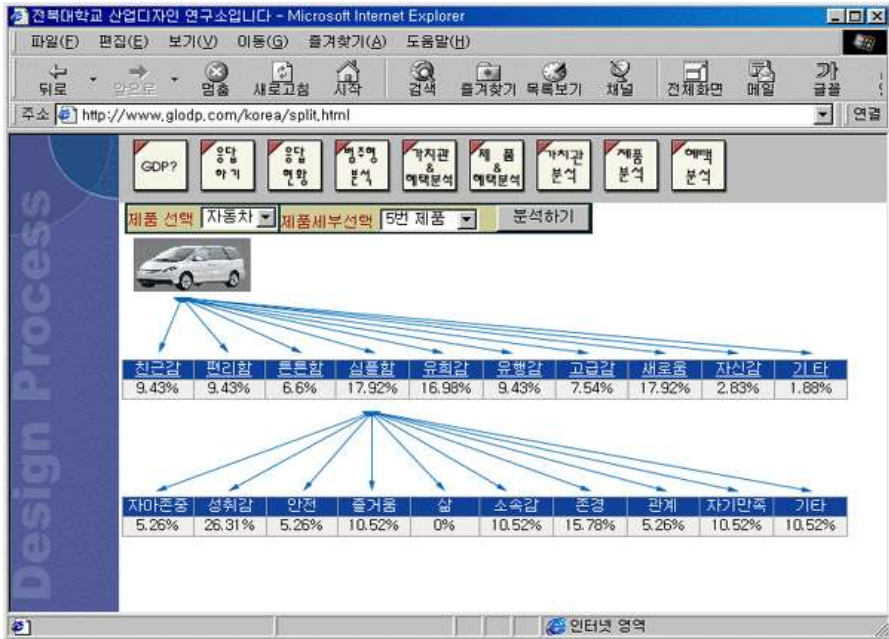 전북대학교 산업디자인 연구소입니다 - Microsoft Internet Explorer
파일(F) 편집(E) 보기(V) 이동(G) 즐겨찾기(A) 도움말(H)
뒤로 앞으로 멈춤 새로고침 시작 검색 즐겨찾기 목록보기 채널 전체화면 메일 글꼴
주소 http://www.glodp.com/korea/split.html 연결
GDP? 응답 하기 응답 현황 범주형 분석 가치관 & 혜택분석 제 품 & 혜택분석 가치관 분석 제품 분석 혜택 분석
제품 선택 자동차 제품세부선택 5번 제품 분석하기
Design Process
친근감 편리함 튼튼함 심플함 유희감 유행감 고급감 새로움 자신감 기타
9.43% 9.43% 6.6% 17.92% 16.98% 9.43% 7.54% 17.92% 2.83% 1.88%
자아존중 성취감 안전 즐거움 삶 소속감 존경 관계 자기만족 기타
5.26% 26.31% 5.26% 10.52% 0% 10.52% 15.78% 5.26% 10.52% 10.52%
인터넷 영역